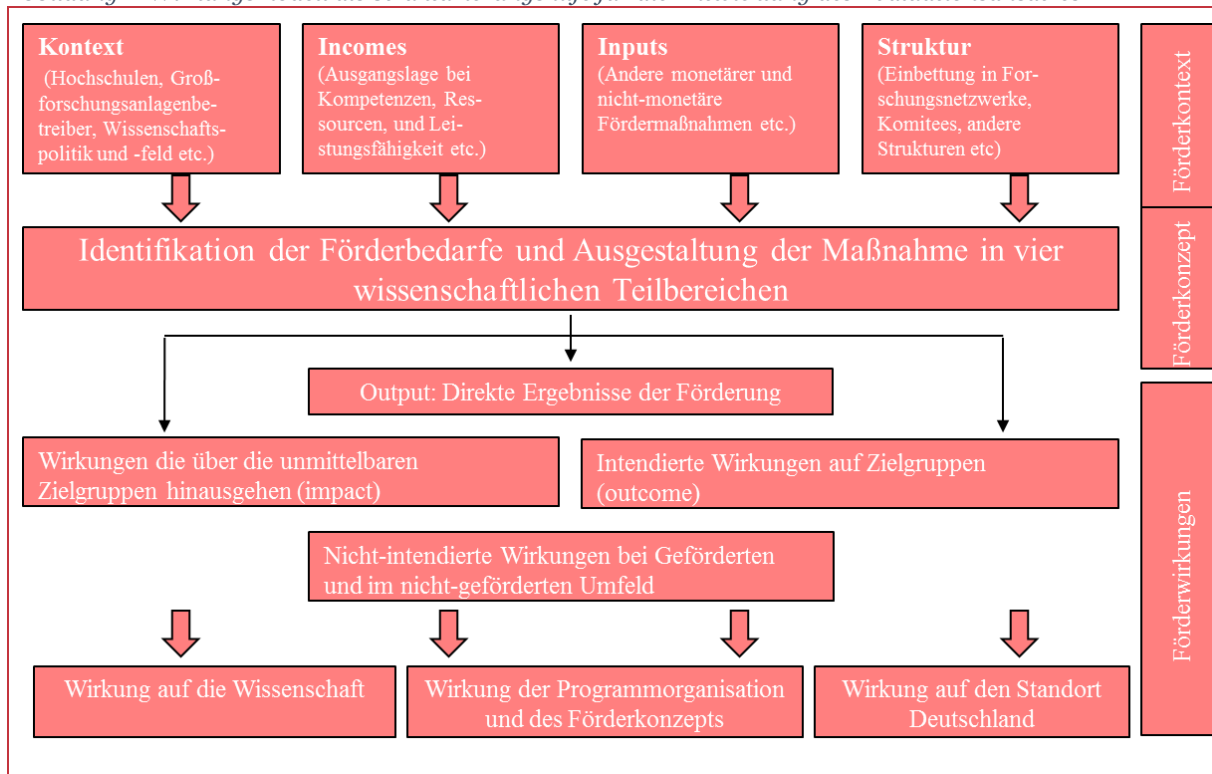 Kontext
(Hochschulen, Groß-
forschungsanlagenbe-
treiber, Wissenschafts-
politik und -feld etc.)
Incomes
(Ausgangslage bei
Kompetenzen, Res-
sourcen, und Lei-
stungsfähigkeit etc.)
Inputs
(Andere monetärer und
nicht-monetäre
Fördermaßnahmen etc.)
Struktur
(Einbettung in For-
schungsnetzwerke,
Komitees, andere
Strukturen etc)
Förderkontext
Identifikation der Förderbedarfe und Ausgestaltung der Maßnahme in vier
wissenschaftlichen Teilbereichen
Förderkonzept
Output: Direkte Ergebnisse der Förderung
Wirkungen die über die unmittelbaren
Zielgruppen hinausgehen (impact)
Intendierte Wirkungen auf Zielgruppen
(outcome)
Nicht-intendierte Wirkungen bei Geförderten
und im nicht-geförderten Umfeld
Förderwirkungen
Wirkung auf die Wissenschaft
Wirkung der Programmorganisation
und des Förderkonzepts
Wirkung auf den Standort
Deutschland